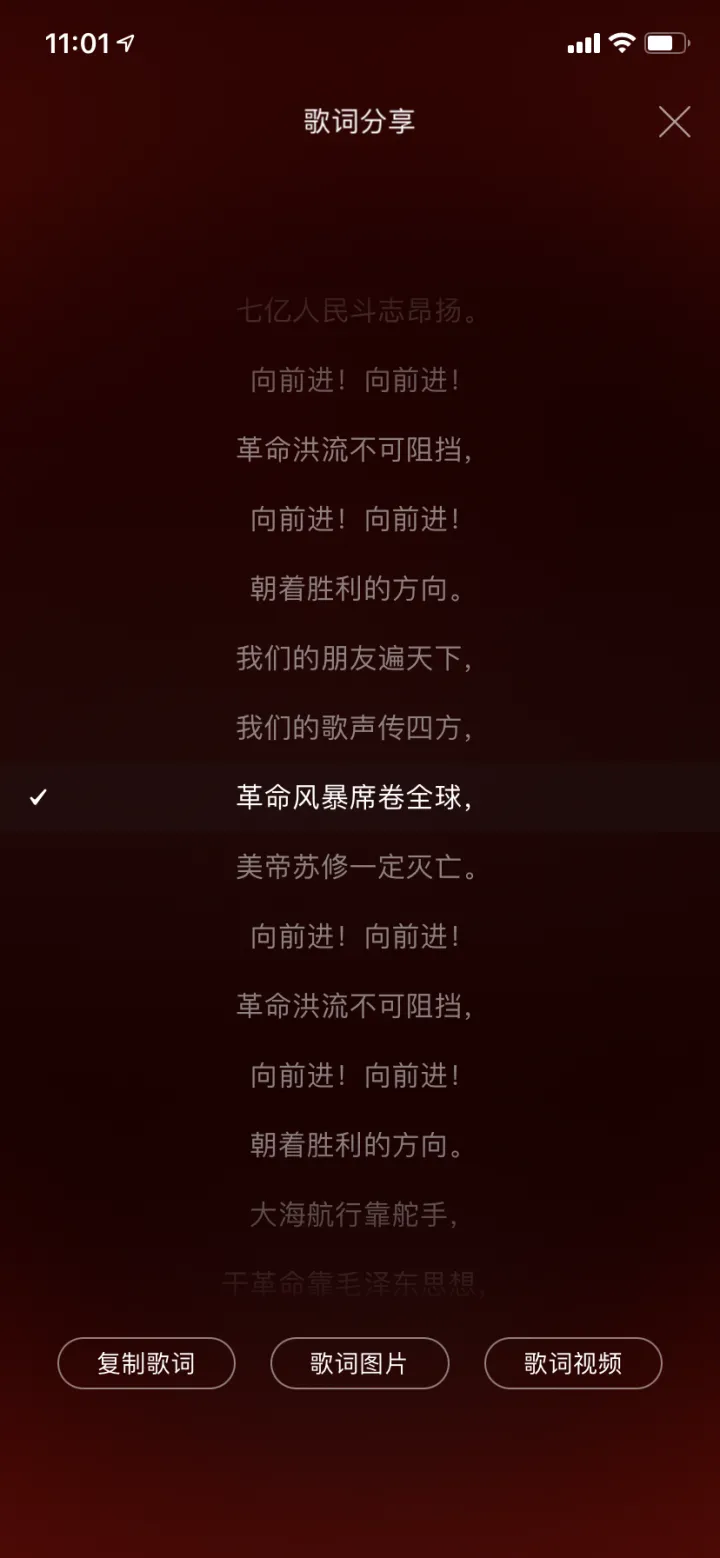 11:01
歌词分享
七亿人民斗志昂扬。
向前进！向前进！
革命洪流不可阻挡，
向前进！向前进！
朝着胜利的方向。
我们的朋友遍天下，
我们的歌声传四方，
革命风暴席卷全球，
美帝苏修一定灭亡。
向前进！向前进！
革命洪流不可阻挡，
向前进！向前进！
朝着胜利的方向。
大海航行靠舵手，
干革命靠毛泽东思想，
复制歌词 歌词图片 歌词视频